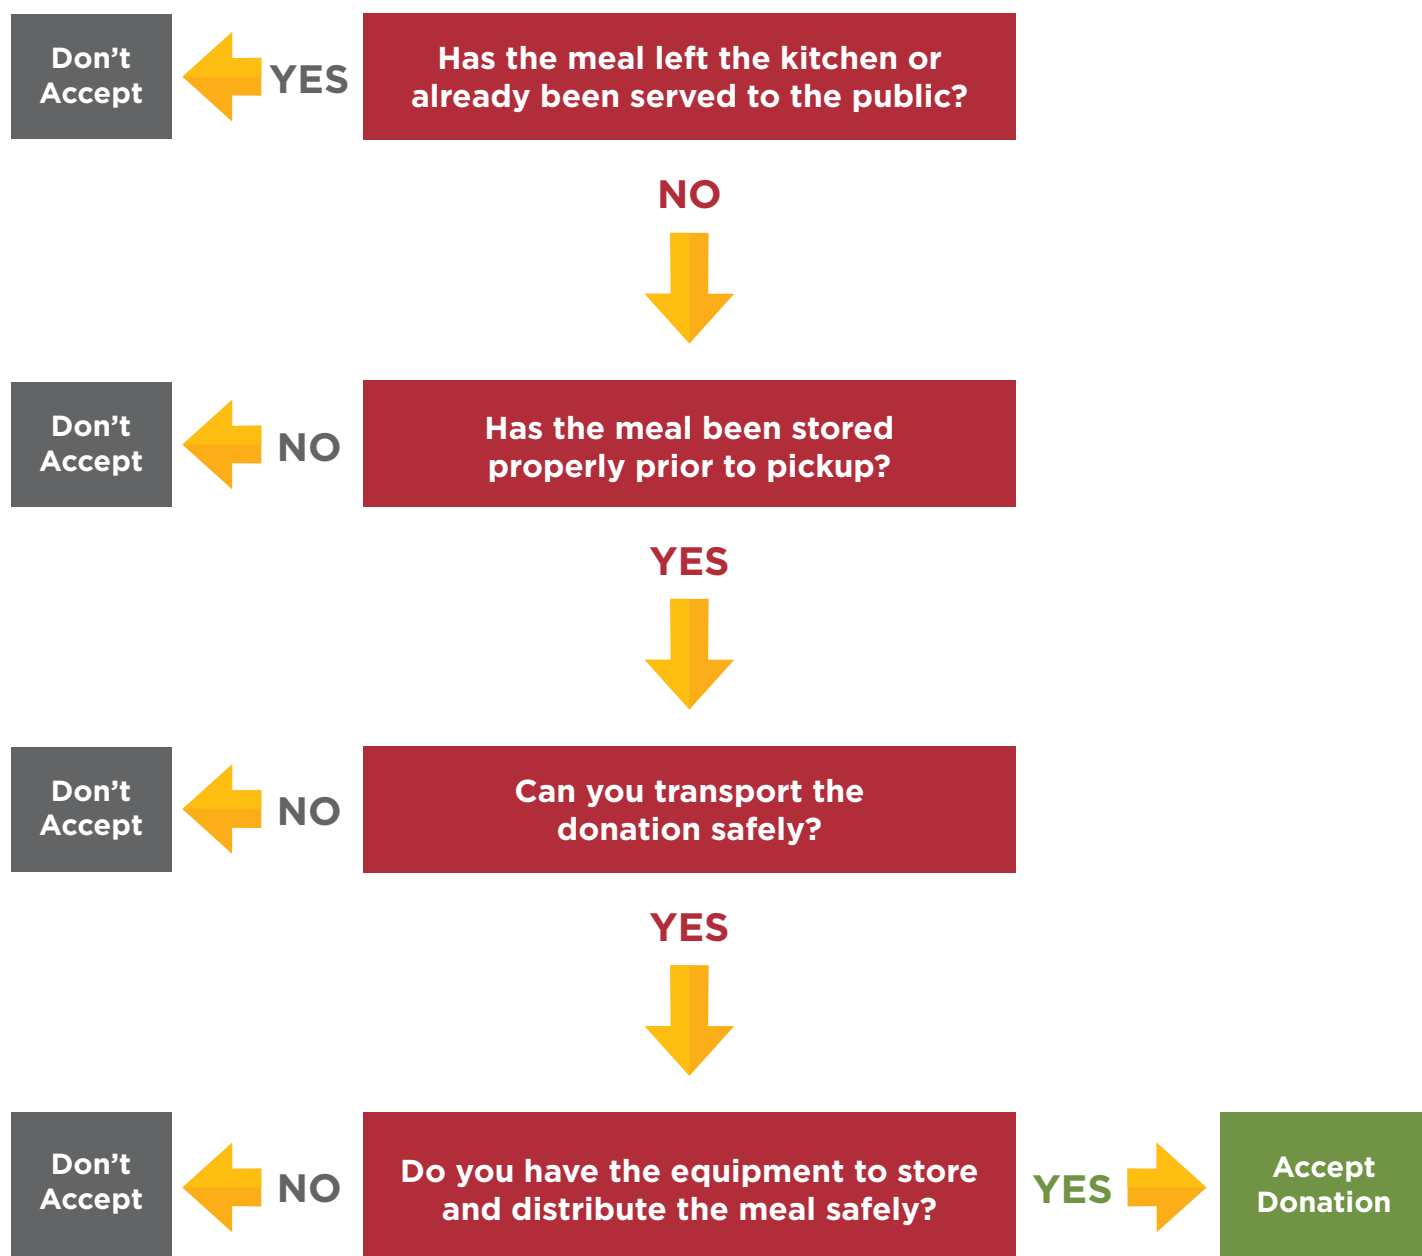 Don't
Accept
YES
Has the meal left the kitchen or
already been served to the public?
NO
Don't
Accept
NO
Has the meal been stored
properly prior to pickup?
YES
Don't
Accept
NO
Can you transport the
donation safely?
YES
Don't
Accept
NO
Do you have the equipment to store
and distribute the meal safely?
YES
Accept
Donation